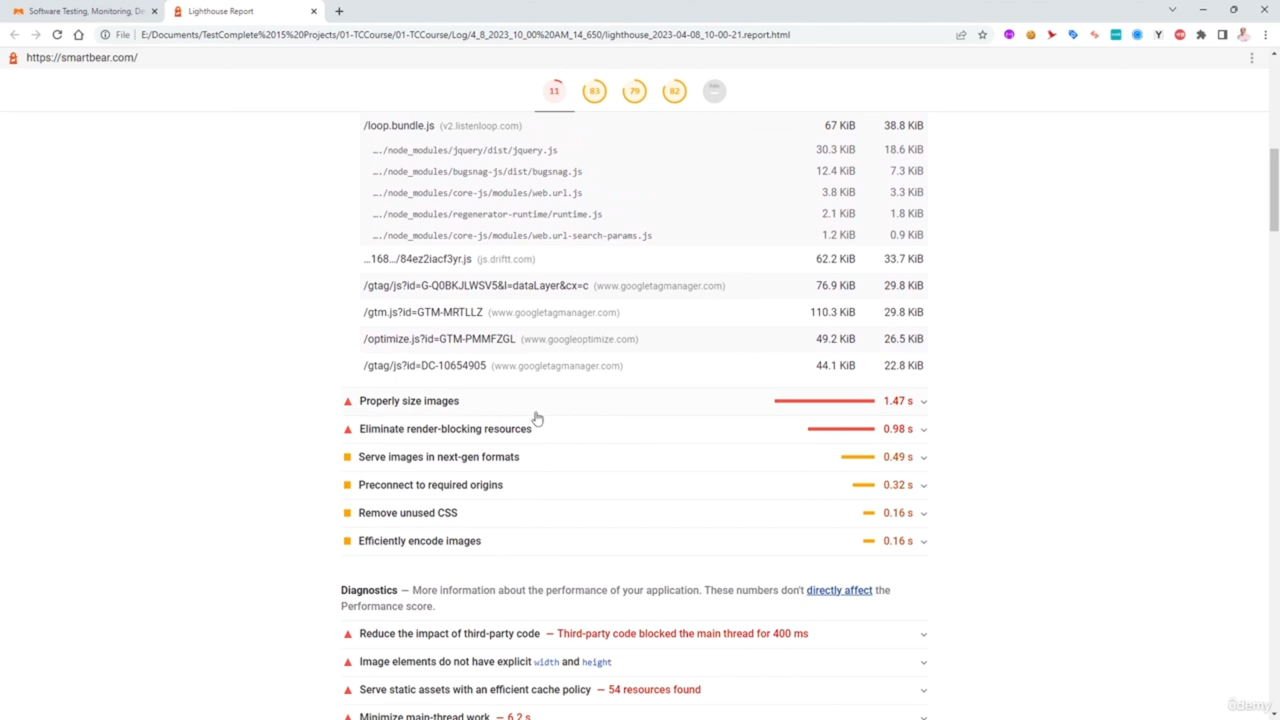 Software Testing, Monitoring, De
Lighthouse Report
File
E:/Documents/TestComplete%2015%20Projects/01-TCCourse/01-TCCourse/Log/4_8_2023_10_00%20AM_14_650/lighthouse_2023-04-08_10-00-21.report.html
https://smartbear.com/
11 83 79 82
/loop.bundle.js (v2.listenloop.com) 67 KiB 38.8 KiB
…./node_modules/jquery/dist/jquery.js 30.3 KiB 18.6 KiB
…./node_modules/bugsnag-js/dist/bugsnag.js 12.4 KiB 7.3 KiB
…./node_modules/core-js/modules/web.url.js 3.8 KiB 3.3 KiB
…./node_modules/regenerator-runtime/runtime.js 2.1 KiB 1.8 KiB
…./node_modules/core-js/modules/web.url-search-params.js 1.2 KiB 0.9 KiB
…168…/84ez2iacf3yr.js (js.driftt.com) 62.2 KiB 33.7 KiB
/gtag/js?id=G-Q0BKJLWSV5&l=dataLayer&cx=c (www.googletagmanager.com) 76.9 KiB 29.8 KiB
/gtm.js?id=GTM-MRTLLZ (www.googletagmanager.com) 110.3 KiB 29.8 KiB
/optimize.js?id=GTM-PMMFZGL (www.googleoptimize.com) 49.2 KiB 26.5 KiB
/gtag/js?id=DC-10654905 (www.googletagmanager.com) 44.1 KiB 22.8 KiB
Properly size images 1.47 s
Eliminate render-blocking resources 0.98 s
Serve images in next-gen formats 0.49 s
Preconnect to required origins 0.32 s
Remove unused CSS 0.16 s
Efficiently encode images 0.16 s
Diagnostics — More information about the performance of your application. These numbers don't directly affect the
Performance score.
Reduce the impact of third-party code — Third-party code blocked the main thread for 400 ms
Image elements do not have explicit width and height
Serve static assets with an efficient cache policy — 54 resources found
Minimize main-thread work — 6.2 s
ûdemy